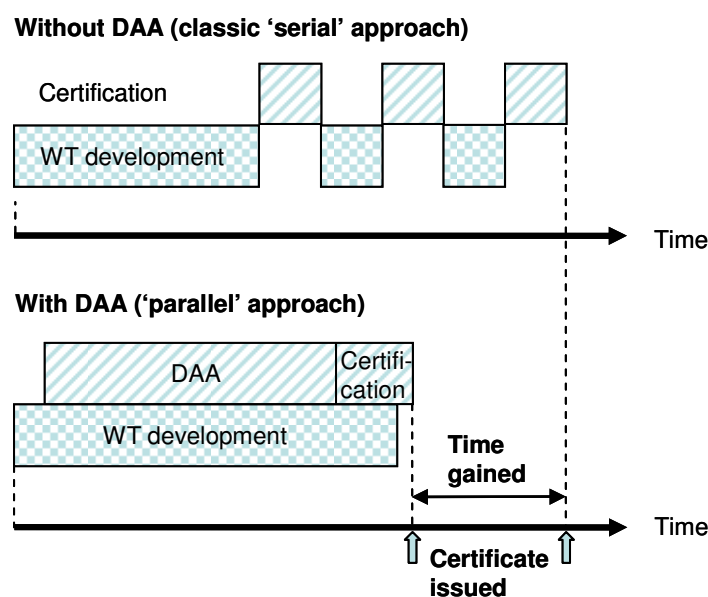 Without DAA (classic ‘serial’ approach)
Certification
WT development
Time
With DAA (‘parallel’ approach)
DAA
Certifi-
cation
WT development
Time
gained
Time
Certificate
issued